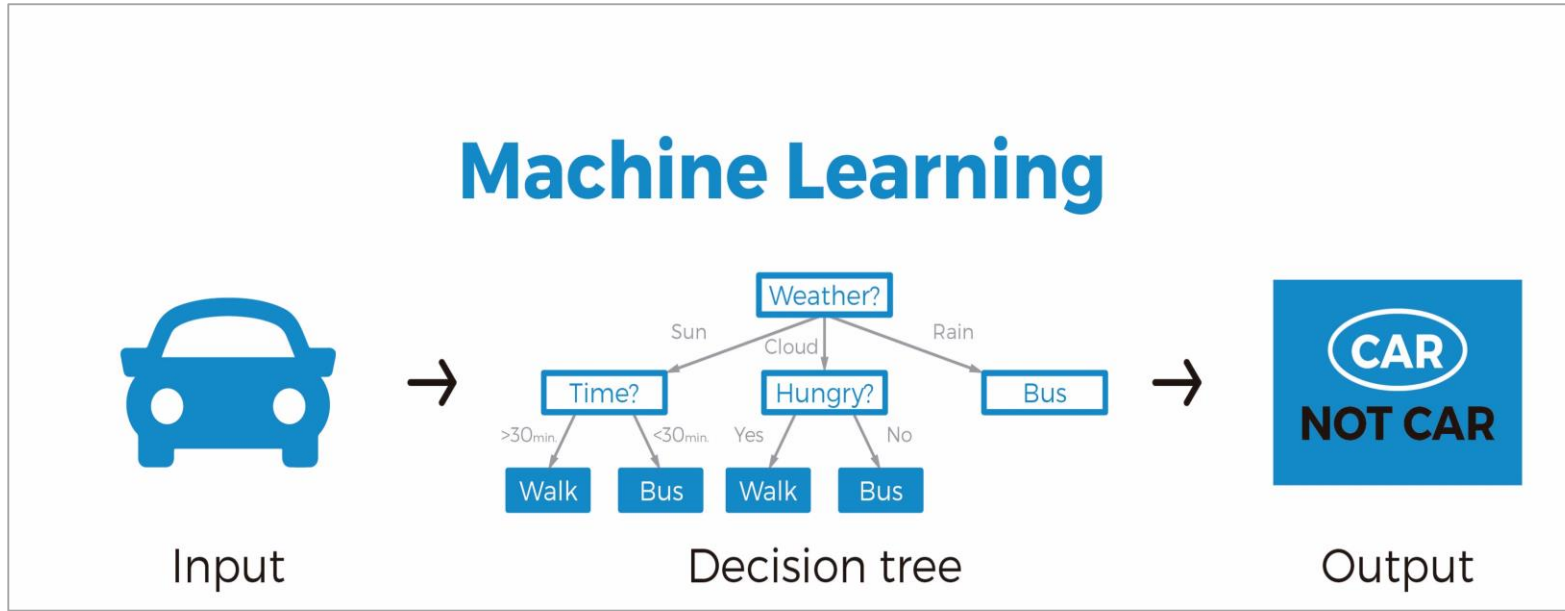 Machine Learning
Weather?
Sun
Cloud
Rain
Time?
Hungry?
Bus
>30min.
<30min.
Yes
No
Walk
Bus
Walk
Bus
CAR
NOT CAR
Input
Decision tree
Output